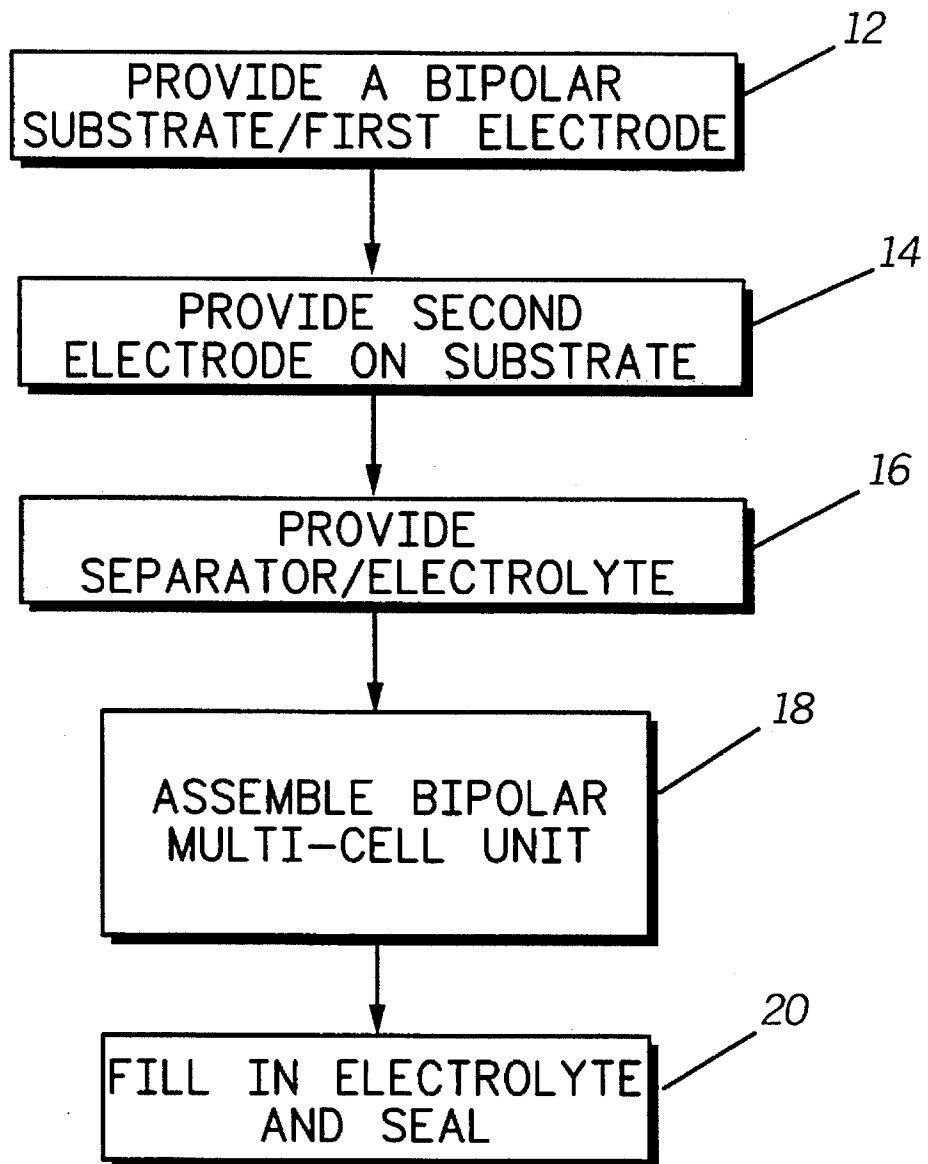 12
PROVIDE A BIPOLAR
SUBSTRATE/FIRST ELECTRODE
14
PROVIDE SECOND
ELECTRODE ON SUBSTRATE
16
PROVIDE
SEPARATOR/ELECTROLYTE
18
ASSEMBLE BIPOLAR
MULTI-CELL UNIT
20
FILL IN ELECTROLYTE
AND SEAL